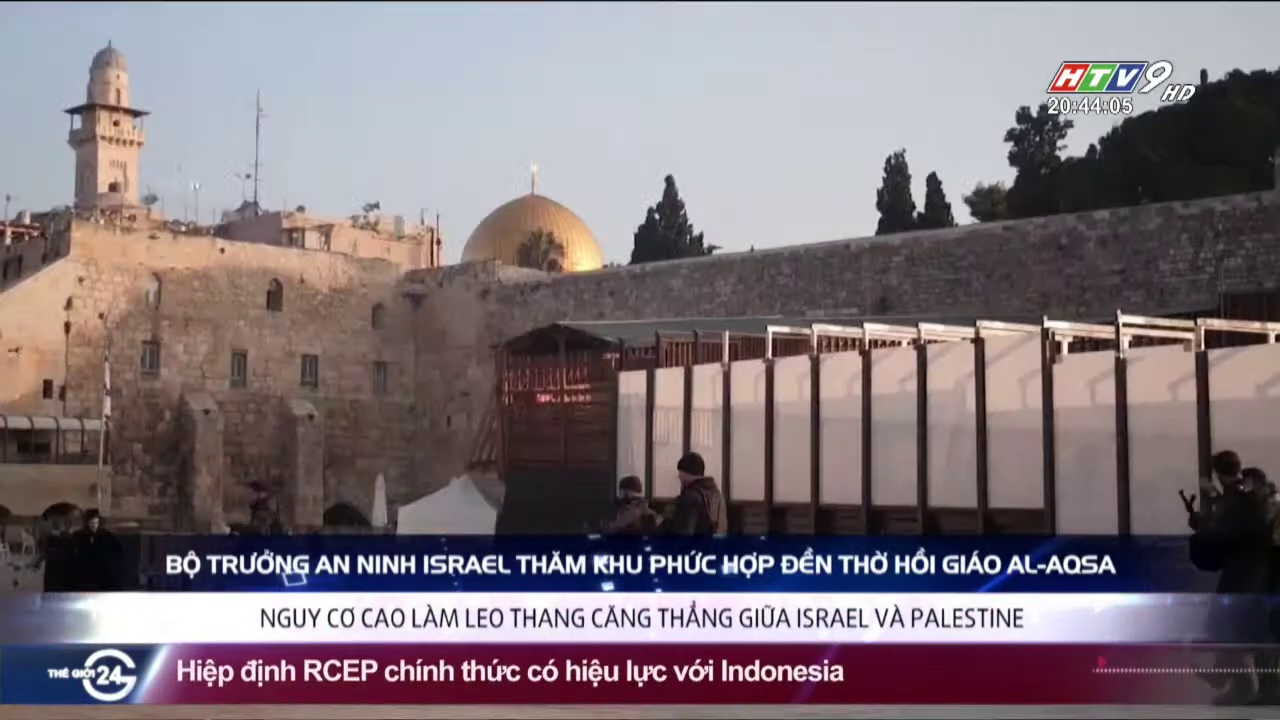 HTV9 HD
20:44:05
BỘ TRƯỞNG AN NINH ISRAEL THĂM KHU PHỨC HỢP ĐỀN THỜ HỒI GIÁO AL-AQSA
NGUY CƠ CAO LÀM LEO THANG CĂNG THẲNG GIỮA ISRAEL VÀ PALESTINE
THẾ GIỚI 24G
Hiệp định RCEP chính thức có hiệu lực với Indonesia